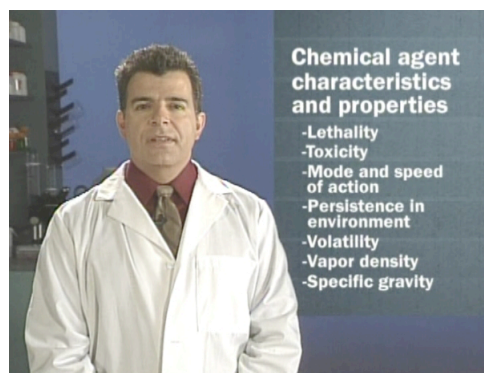 Chemical agent
characteristics
and properties
-Lethality
-Toxicity
-Mode and speed
of action
-Persistence in
environment
-Volatility
-Vapor density
-Specific gravity